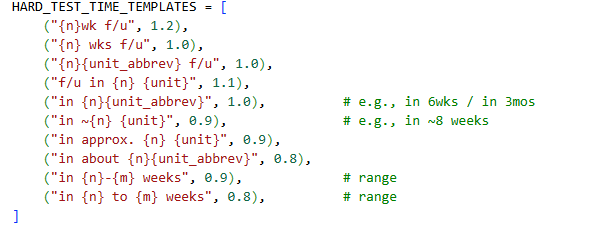 HARD_TEST_TIME_TEMPLATES = [
    ("{n}wk f/u", 1.2),
    ("{n} wks f/u", 1.0),
    ("{n}{unit_abbrev} f/u", 1.0),
    ("f/u in {n} {unit}", 1.1),
    ("in {n}{unit_abbrev}", 1.0),          # e.g., in 6wks / in 3mos
    ("in ~{n} {unit}", 0.9),               # e.g., in ~8 weeks
    ("in approx. {n} {unit}", 0.9),
    ("in about {n}{unit_abbrev}", 0.8),
    ("in {n}-{m} weeks", 0.9),             # range
    ("in {n} to {m} weeks", 0.8),          # range
]